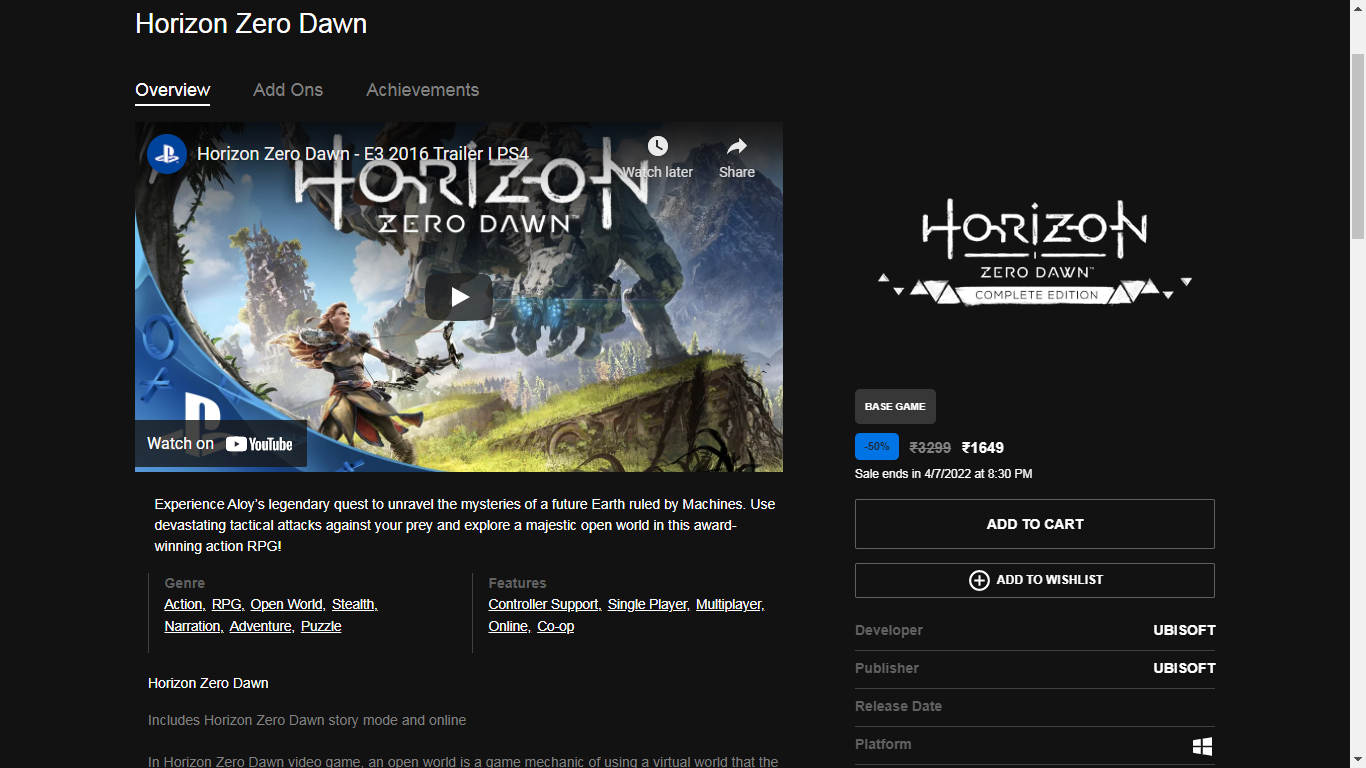 Horizon Zero Dawn
Overview Add Ons Achievements
Horizon Zero Dawn - E3 2016 Trailer I PS4
Watch later
Share
HORIZON
ZERO DAWN™
Watch on YouTube
Experience Aloy's legendary quest to unravel the mysteries of a future Earth ruled by Machines. Use
devastating tactical attacks against your prey and explore a majestic open world in this award-
winning action RPG!
Genre
Action, RPG, Open World, Stealth,
Narration, Adventure, Puzzle
Features
Controller Support, Single Player, Multiplayer,
Online, Co-op
Horizon Zero Dawn
Includes Horizon Zero Dawn story mode and online
In Horizon Zero Dawn video game, an open world is a game mechanic of using a virtual world that the
HORIZON
ZERO DAWN™
COMPLETE EDITION
BASE GAME
-50% ₹3299 ₹1649
Sale ends in 4/7/2022 at 8:30 PM
ADD TO CART
ADD TO WISHLIST
Developer UBISOFT
Publisher UBISOFT
Release Date
Platform